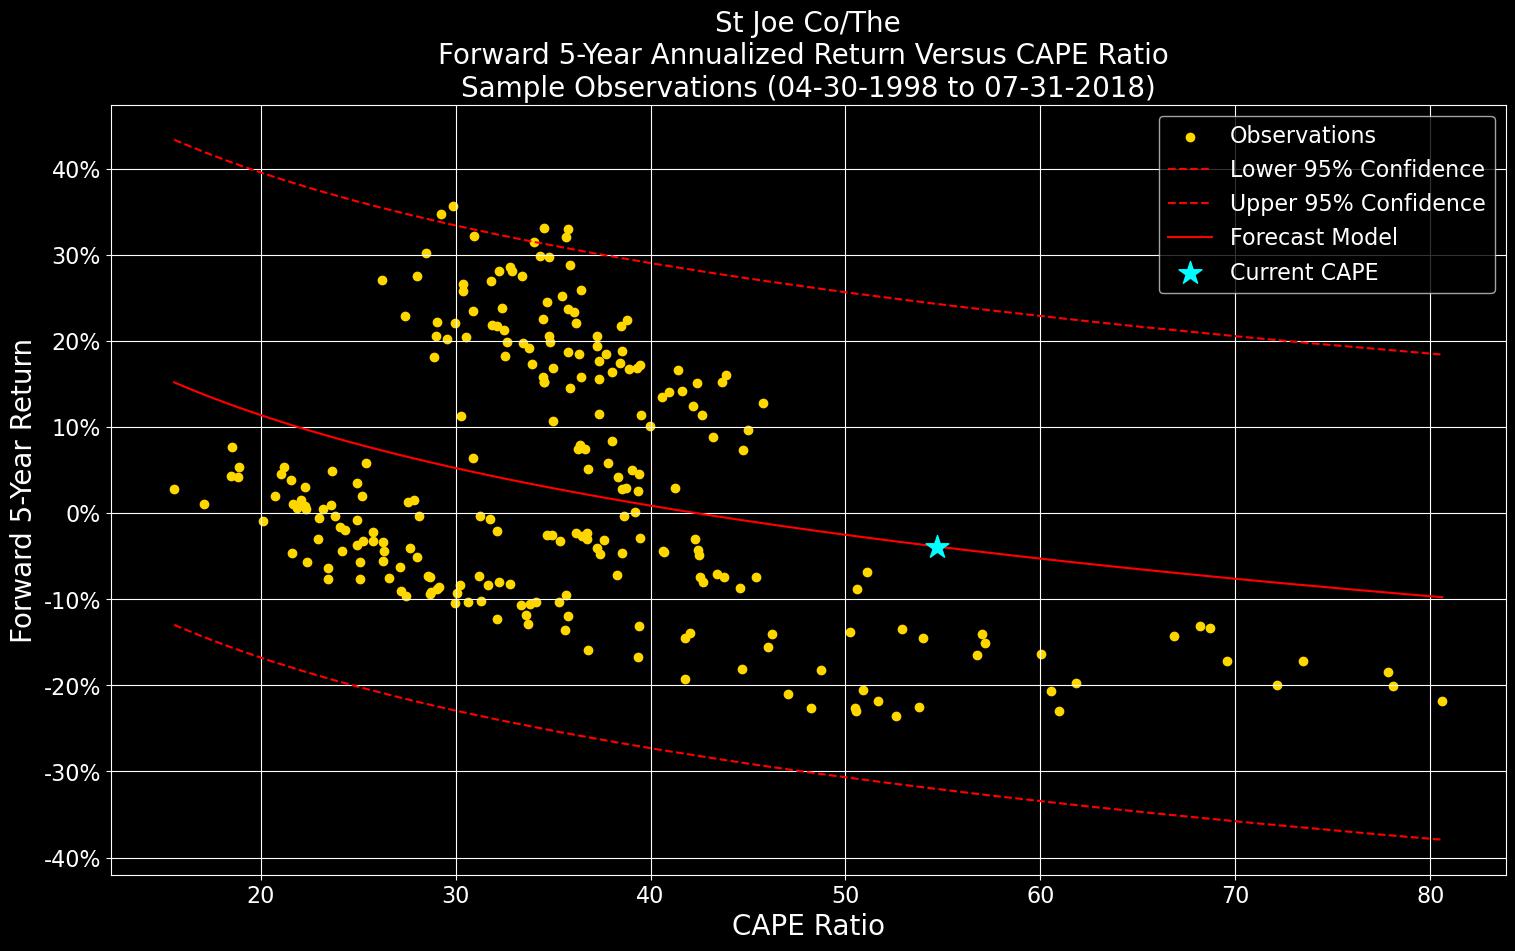 St Joe Co/The
Forward 5-Year Annualized Return Versus CAPE Ratio
Sample Observations (04-30-1998 to 07-31-2018)
Observations
Lower 95% Confidence
Upper 95% Confidence
Forecast Model
Current CAPE
Forward 5-Year Return
40%
30%
20%
10%
0%
-10%
-20%
-30%
-40%
20 30 40 50 60 70 80
CAPE Ratio